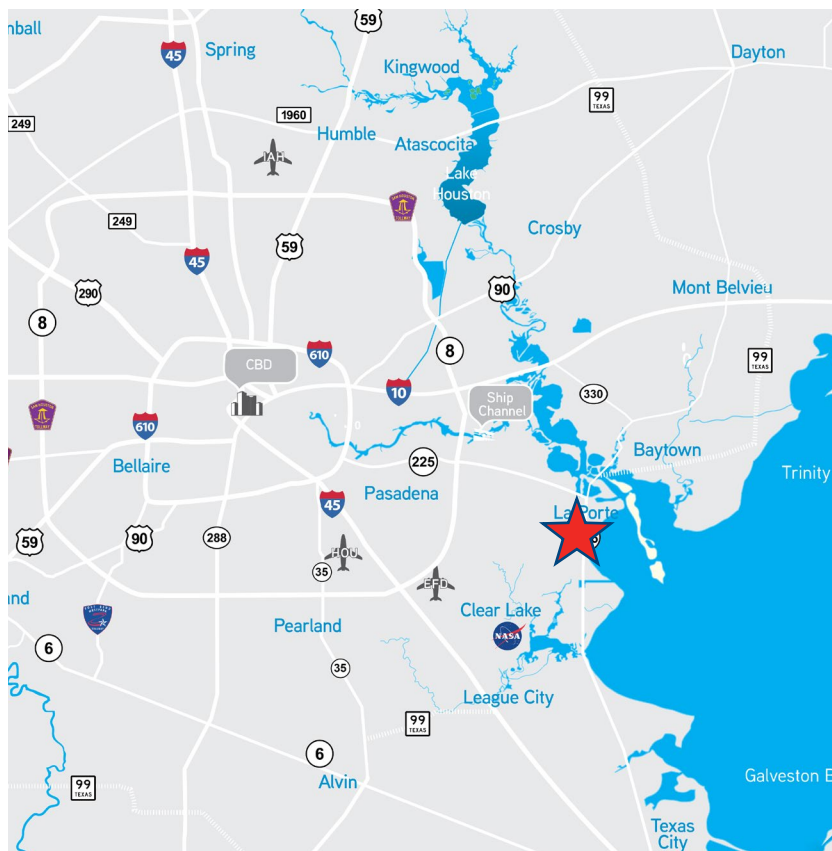 nball
59
45
Spring
Kingwood
Dayton
99
TEXAS
1960
249
Humble
Atascocita
IAH
Lake
Houston
249
Crosby
59
45
90
290
Mont Belvieu
8
8
610
99
TEXAS
CBD
10
330
Ship
Channel
610
Baytown
Bellaire
225
Trinity
Pasadena
45
La Porte
59
90
288
HOU
35
EFD
and
Clear Lake
Pearland
NASA
6
35
League City
99
TEXAS
6
Alvin
99
TEXAS
Galveston B
Texas
City